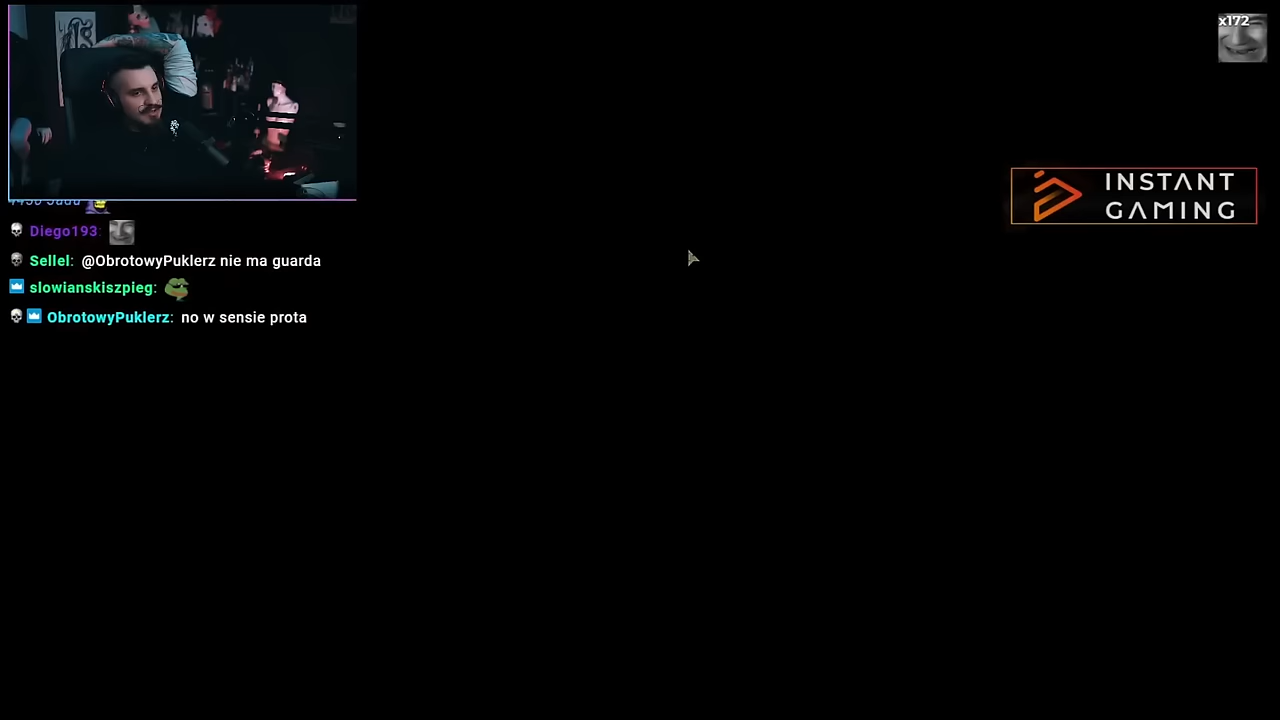 x172
INSTANT
GAMING
Diego193:
Sellel: @ObrotowyPuklerz nie ma guarda
slowianskiszpieg:
ObrotowyPuklerz: no w sensie prota